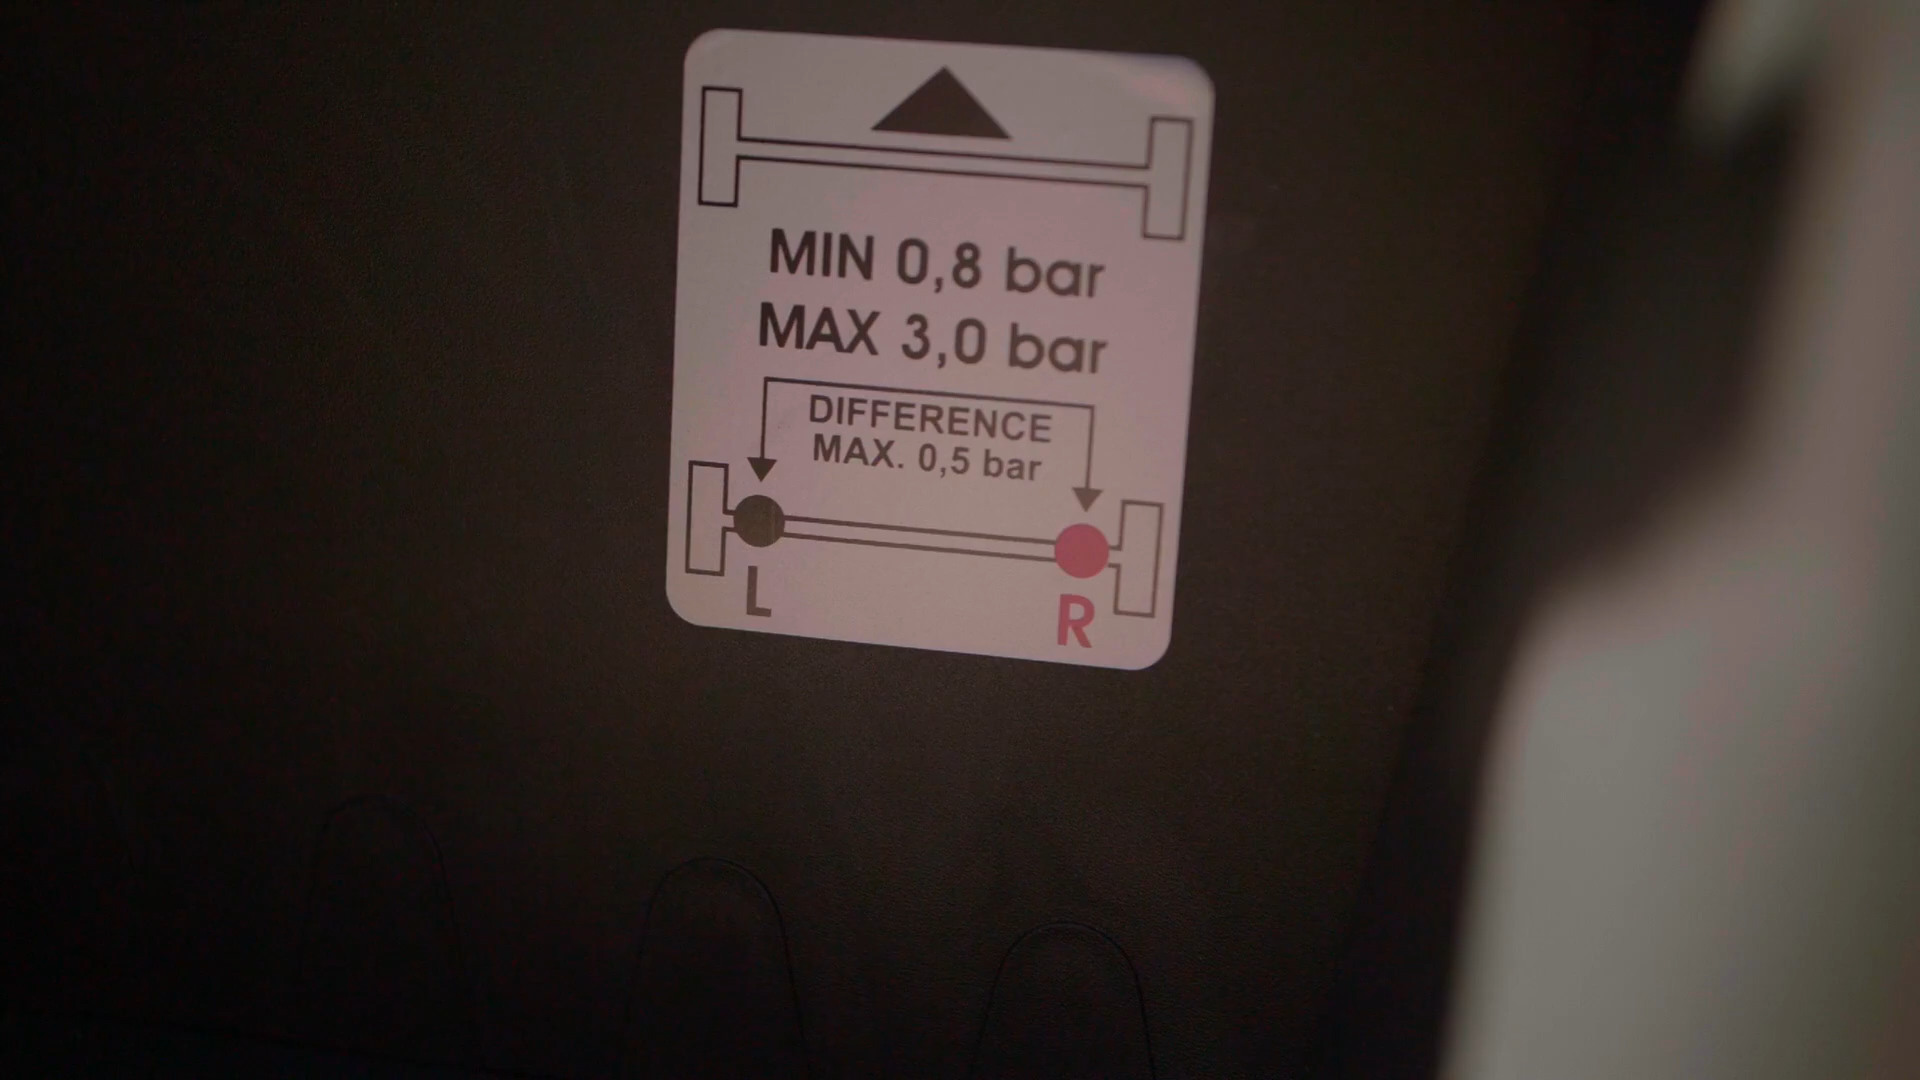 MIN 0,8 bar
MAX 3,0 bar
DIFFERENCE
MAX. 0,5 bar
L R